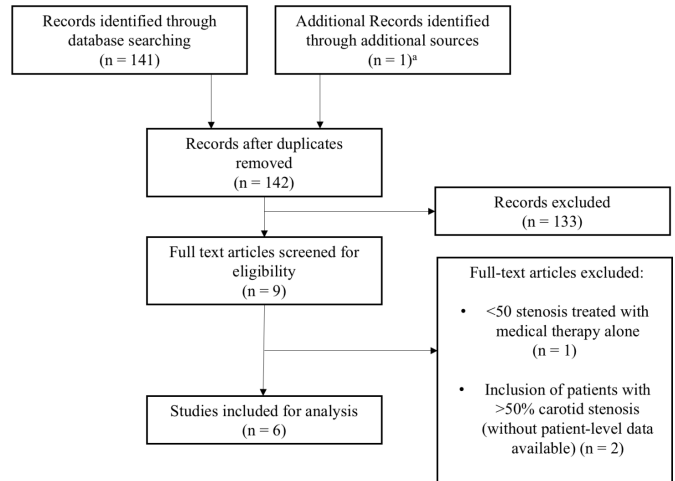 Records identified through
database searching
(n = 141)
Additional Records identified
through additional sources
(n = 1)ᵃ
Records after duplicates
removed
(n = 142)
Records excluded
(n = 133)
Full text articles screened for
eligibility
(n = 9)
Full-text articles excluded:
• <50 stenosis treated with
medical therapy alone
(n = 1)
• Inclusion of patients with
>50% carotid stenosis
(without patient-level data
available) (n = 2)
Studies included for analysis
(n = 6)